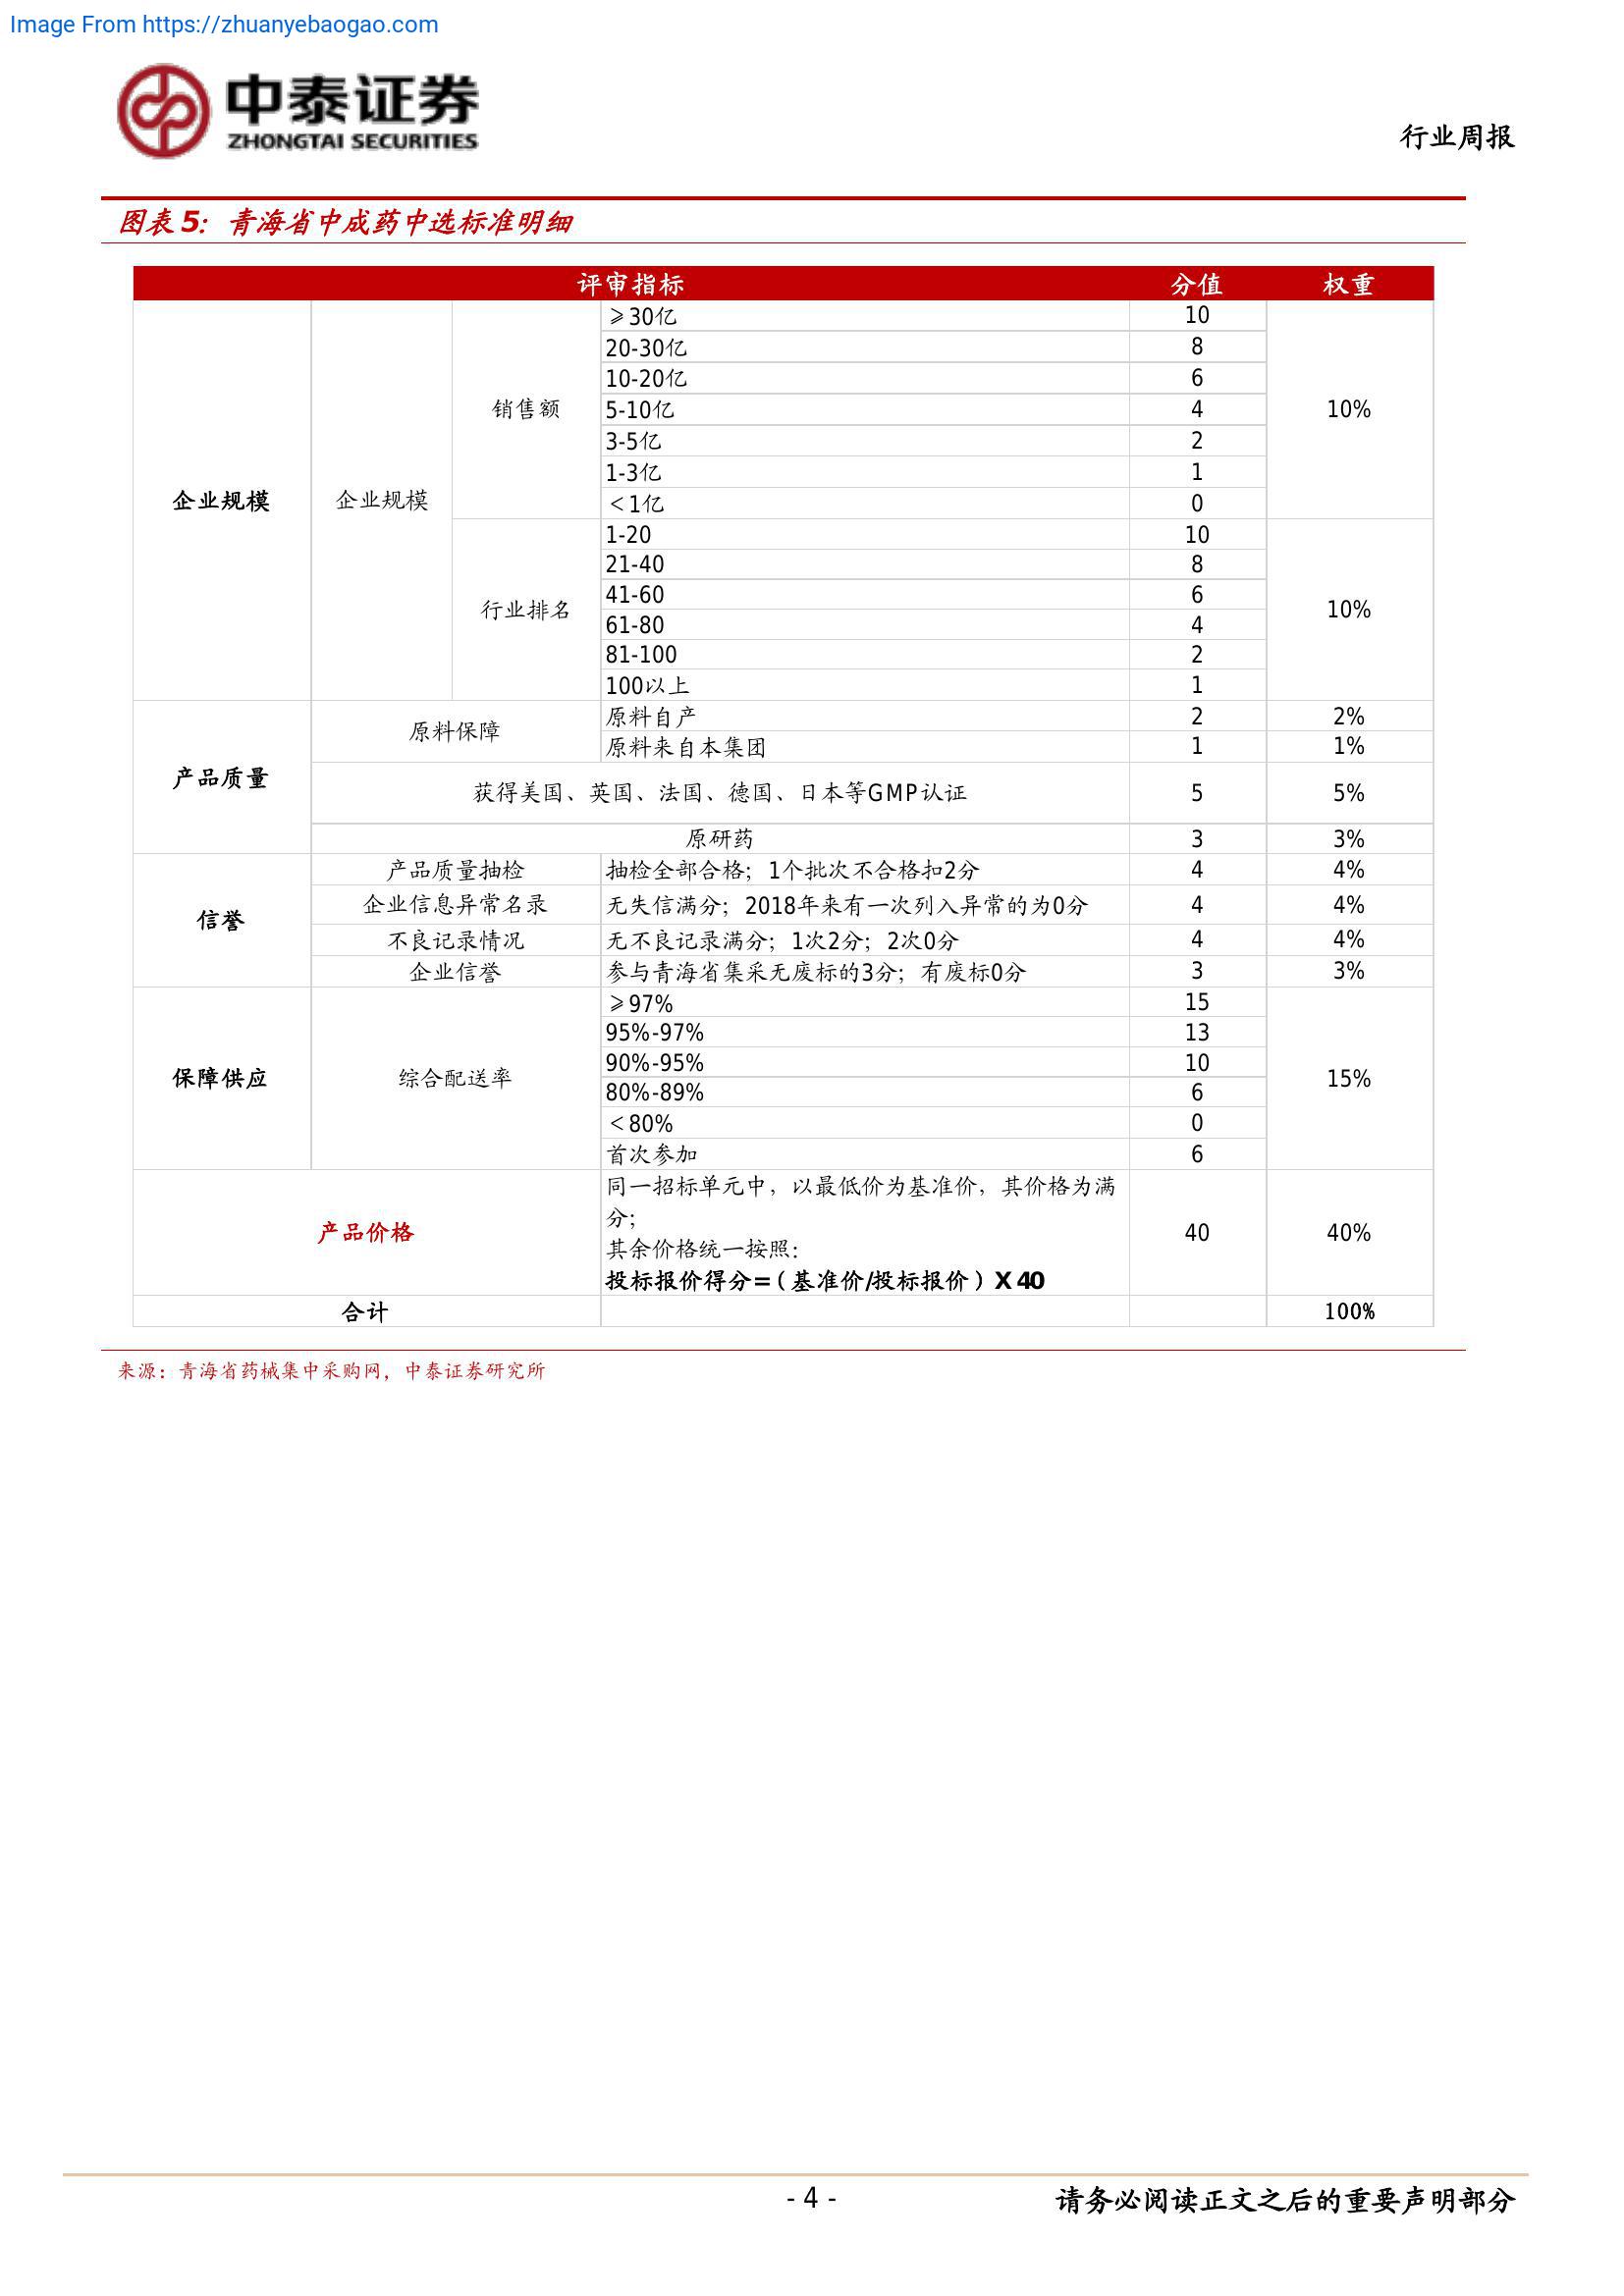 Image From https://zhuanyebaogao.com
中泰证券
ZHONGTAI SECURITIES
行业周报
图表5：青海省中成药中选标准明细
评审指标 分值 权重
企业规模 企业规模 销售额 ≥30亿 10 10%
20-30亿 8
10-20亿 6
5-10亿 4
3-5亿 2
1-3亿 1
＜1亿 0
行业排名 1-20 10 10%
21-40 8
41-60 6
61-80 4
81-100 2
100以上 1
产品质量 原料保障 原料自产 2 2%
原料来自本集团 1 1%
获得美国、英国、法国、德国、日本等GMP认证 5 5%
原研药 3 3%
信誉 产品质量抽检 抽检全部合格；1个批次不合格扣2分 4 4%
企业信息异常名录 无失信满分；2018年来有一次列入异常的为0分 4 4%
不良记录情况 无不良记录满分；1次2分；2次0分 4 4%
企业信誉 参与青海省集采无废标的3分；有废标0分 3 3%
保障供应 综合配送率 ≥97% 15 15%
95%-97% 13
90%-95% 10
80%-89% 6
＜80% 0
首次参加 6
产品价格 同一招标单元中，以最低价为基准价，其价格为满 40 40%
分；
其余价格统一按照：
投标报价得分=（基准价/投标报价）X 40
合计 100%
来源：青海省药械集中采购网，中泰证券研究所
- 4 -
请务必阅读正文之后的重要声明部分